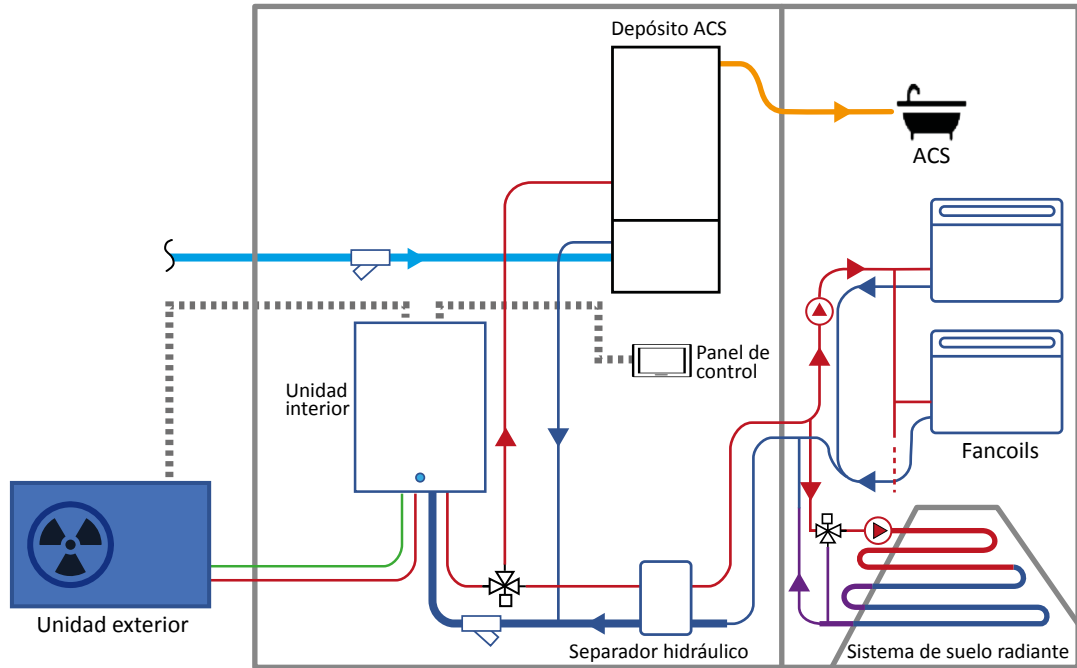 Depósito ACS
ACS
Panel de
control
Unidad
interior
Fancoils
Unidad exterior
Separador hidráulico
Sistema de suelo radiante